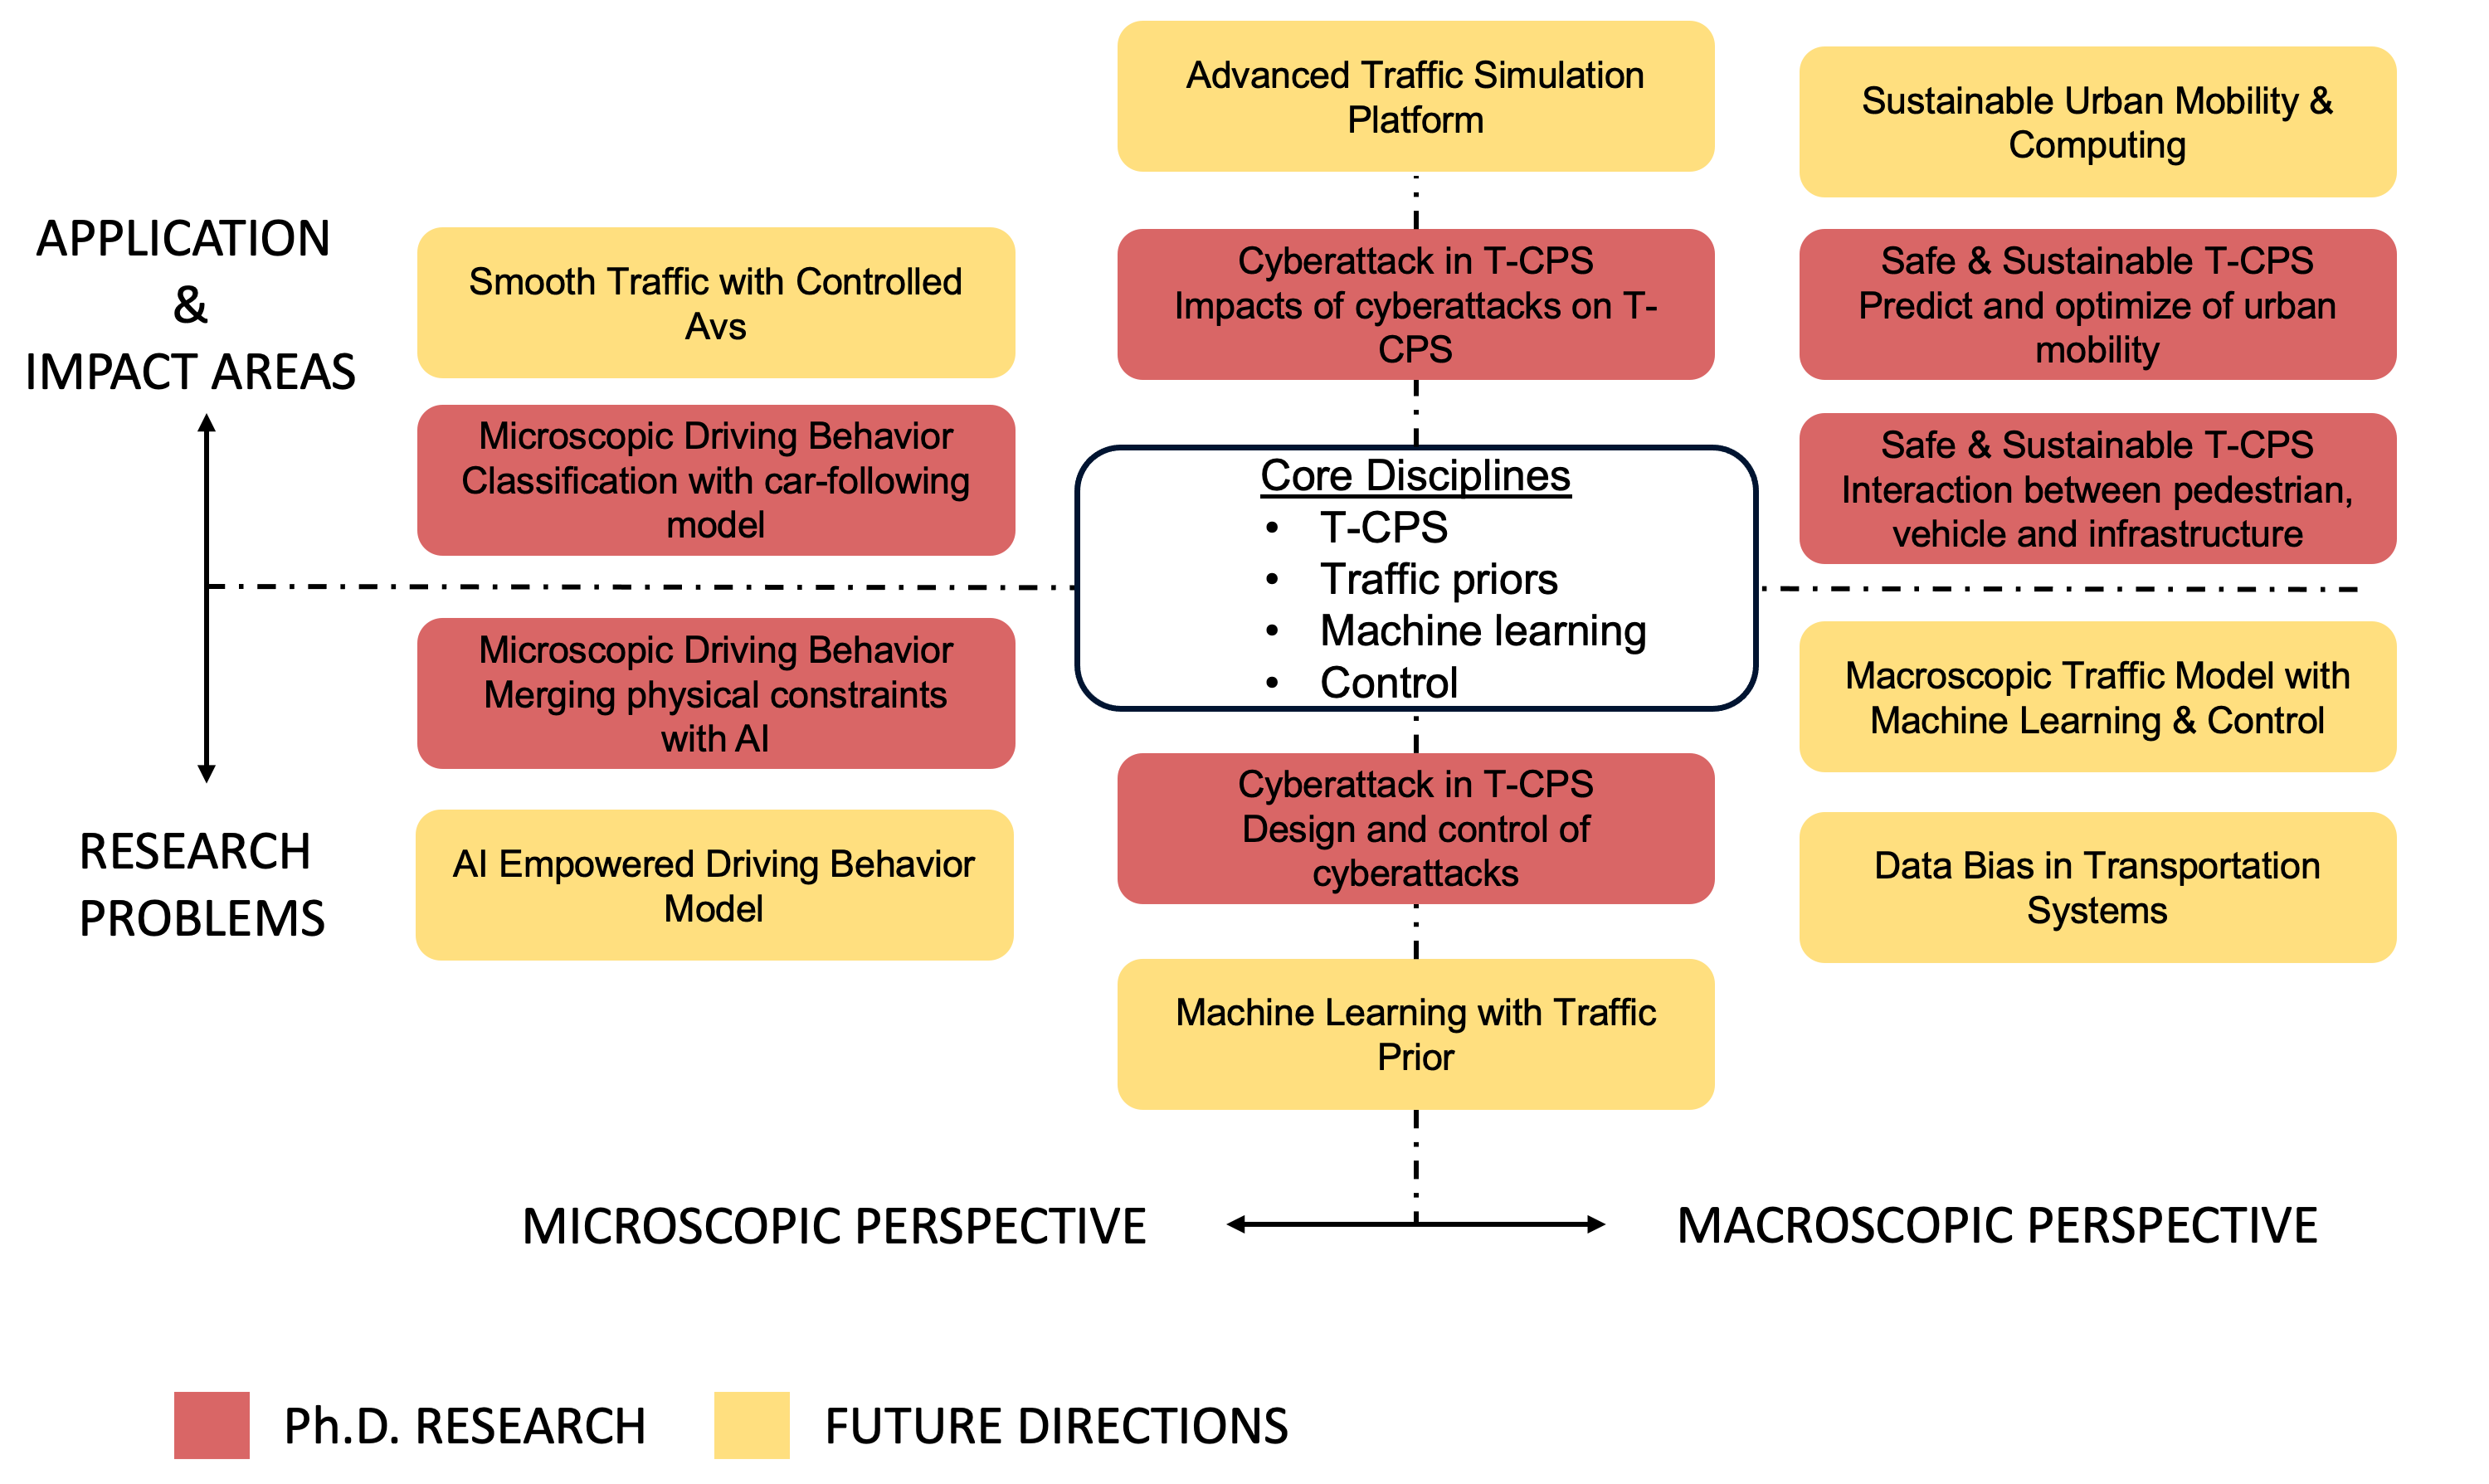 Advanced Traffic Simulation
Platform
Sustainable Urban Mobility &
Computing
APPLICATION
&
IMPACT AREAS
Smooth Traffic with Controlled
Avs
Cyberattack in T-CPS
Impacts of cyberattacks on T-
CPS
Safe & Sustainable T-CPS
Predict and optimize of urban
mobility
Microscopic Driving Behavior
Classification with car-following
model
Core Disciplines
• T-CPS
• Traffic priors
• Machine learning
• Control
Safe & Sustainable T-CPS
Interaction between pedestrian,
vehicle and infrastructure
Microscopic Driving Behavior
Merging physical constraints
with AI
Macroscopic Traffic Model with
Machine Learning & Control
RESEARCH
PROBLEMS
AI Empowered Driving Behavior
Model
Cyberattack in T-CPS
Design and control of
cyberattacks
Data Bias in Transportation
Systems
Machine Learning with Traffic
Prior
MICROSCOPIC PERSPECTIVE
MACROSCOPIC PERSPECTIVE
Ph.D. RESEARCH
FUTURE DIRECTIONS